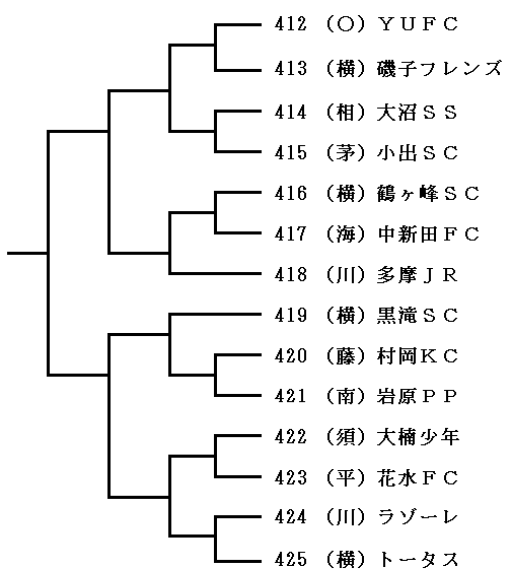 412 (○) ＹＵＦＣ
413 (横) 磯子フレンズ
414 (相) 大沼ＳＳ
415 (茅) 小出ＳＣ
416 (横) 鶴ヶ峰ＳＣ
417 (海) 中新田ＦＣ
418 (川) 多摩ＪＲ
419 (横) 黒滝ＳＣ
420 (藤) 村岡ＫＣ
421 (南) 岩原ＰＰ
422 (須) 大楠少年
423 (平) 花水ＦＣ
424 (川) ラゾーレ
425 (横) トータス